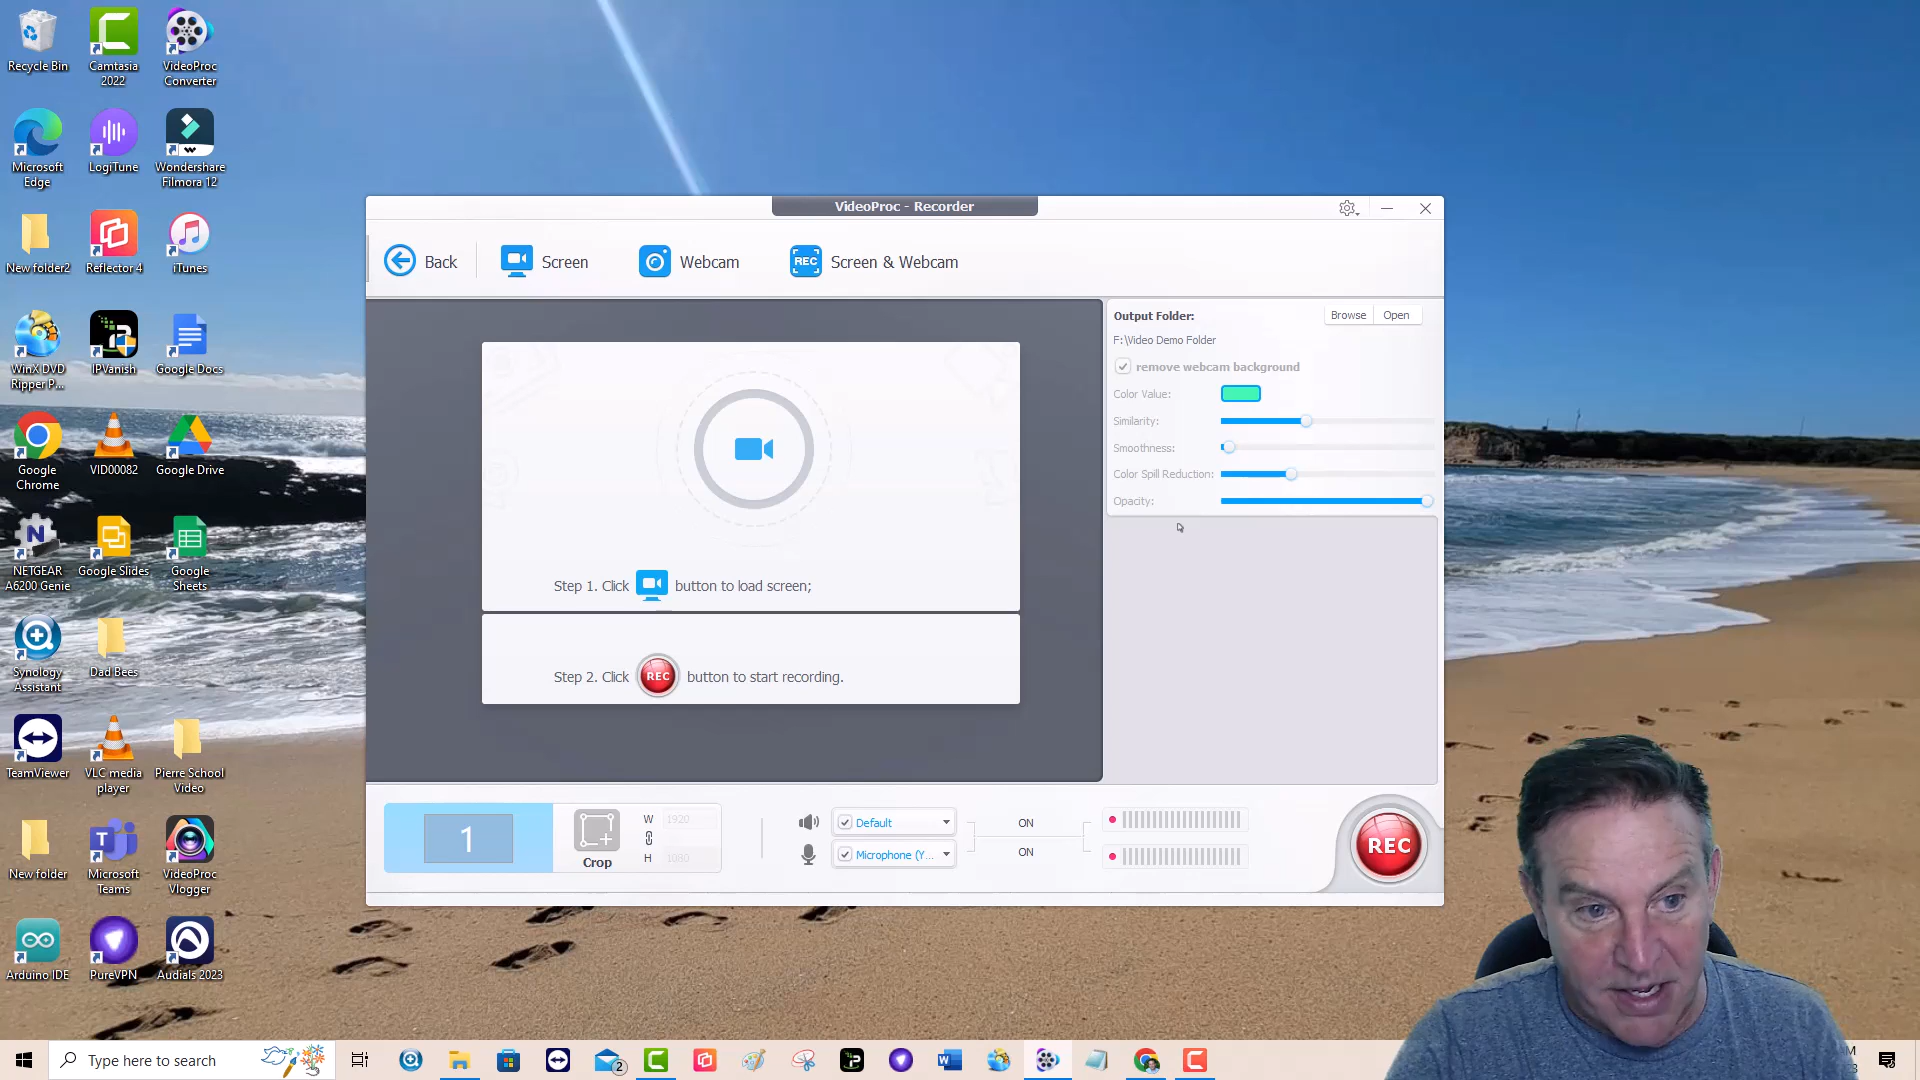 Recycle Bin
Camtasia 2022
VideoProc Converter
Microsoft Edge
LogiTune
Wondershare Filmora 12
New folder2
Reflector 4
iTunes
WinX DVD Ripper P...
IPVanish
Google Docs
Google Chrome
VID00082
Google Drive
NETGEAR A6200 Genie
Google Slides
Google Sheets
Synology Assistant
Dad Bees
TeamViewer
VLC media player
Pierre School Video
New folder
Microsoft Teams
VideoProc Vlogger
Arduino IDE
PureVPN
Audials 2023
VideoProc - Recorder
Back
Screen
Webcam
REC
Screen & Webcam
Output Folder:
Browse
Open
F:\Video Demo Folder
remove webcam background
Color Value:
Similarity:
Smoothness:
Color Spill Reduction:
Opacity:
Step 1. Click button to load screen;
Step 2. Click REC button to start recording.
1
Crop
W 1920
H 1080
Default
Microphone (Y...
ON
ON
REC
Type here to search
2